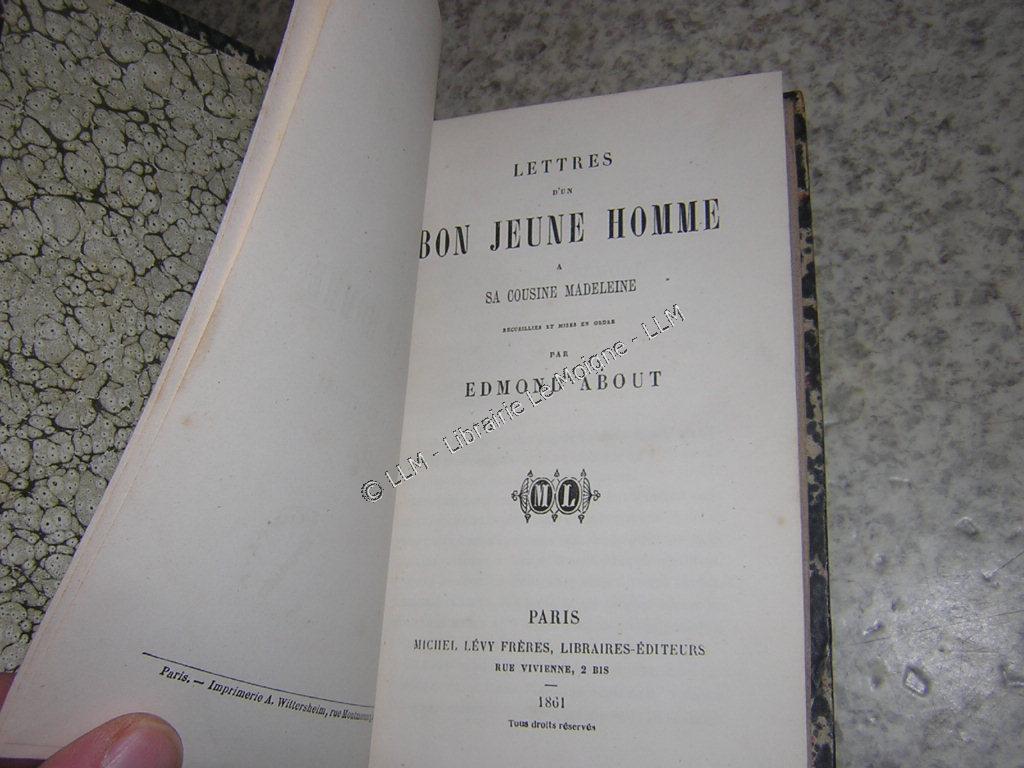 Paris. — Imprimerie A. Wittersheim, rue
LETTRES
D'UN
BON JEUNE HOMME
A
SA COUSINE MADELEINE
RECUEILLIES ET MISES EN ORDRE
PAR
EDMOND ABOUT
© LLM - Librairie Le Moigne - LLM
ML
PARIS
MICHEL LÉVY FRÈRES, LIBRAIRES-ÉDITEURS
RUE VIVIENNE, 2 BIS
—
1861
Tous droits réservés